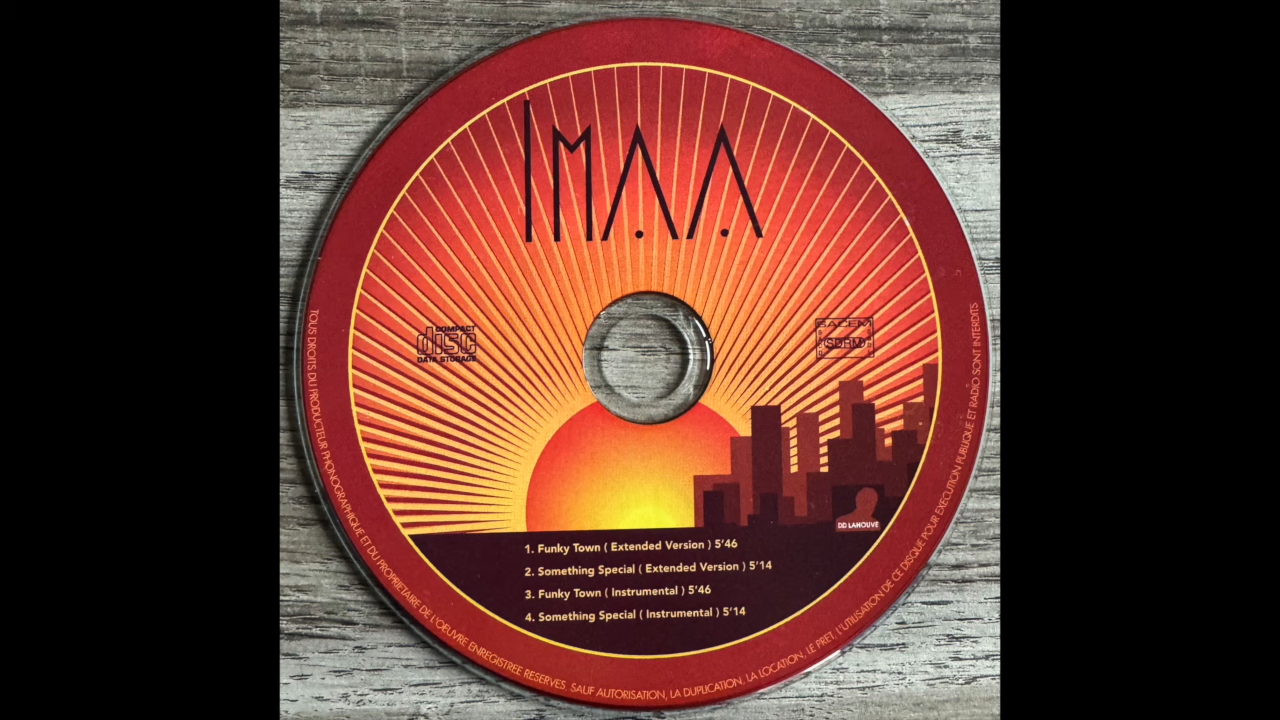 IMAA
COMPACT
disc
DATA STORAGE
SACEM
SDRM
DD LANOUVE
1. Funky Town ( Extended Version ) 5'46
2. Something Special ( Extended Version ) 5'14
3. Funky Town ( Instrumental ) 5'46
4. Something Special ( Instrumental ) 5'14
TOUS DROITS DU PRODUCTEUR PHONOGRAPHIQUE ET DU PROPRIETAIRE DE L'OEUVRE ENREGISTREE RESERVES. SAUF AUTORISATION, LA DUPLICATION, LA LOCATION, LE PRET, L'UTILISATION DE CE DISQUE POUR EXECUTION PUBLIQUE ET RADIO SONT INTERDITS